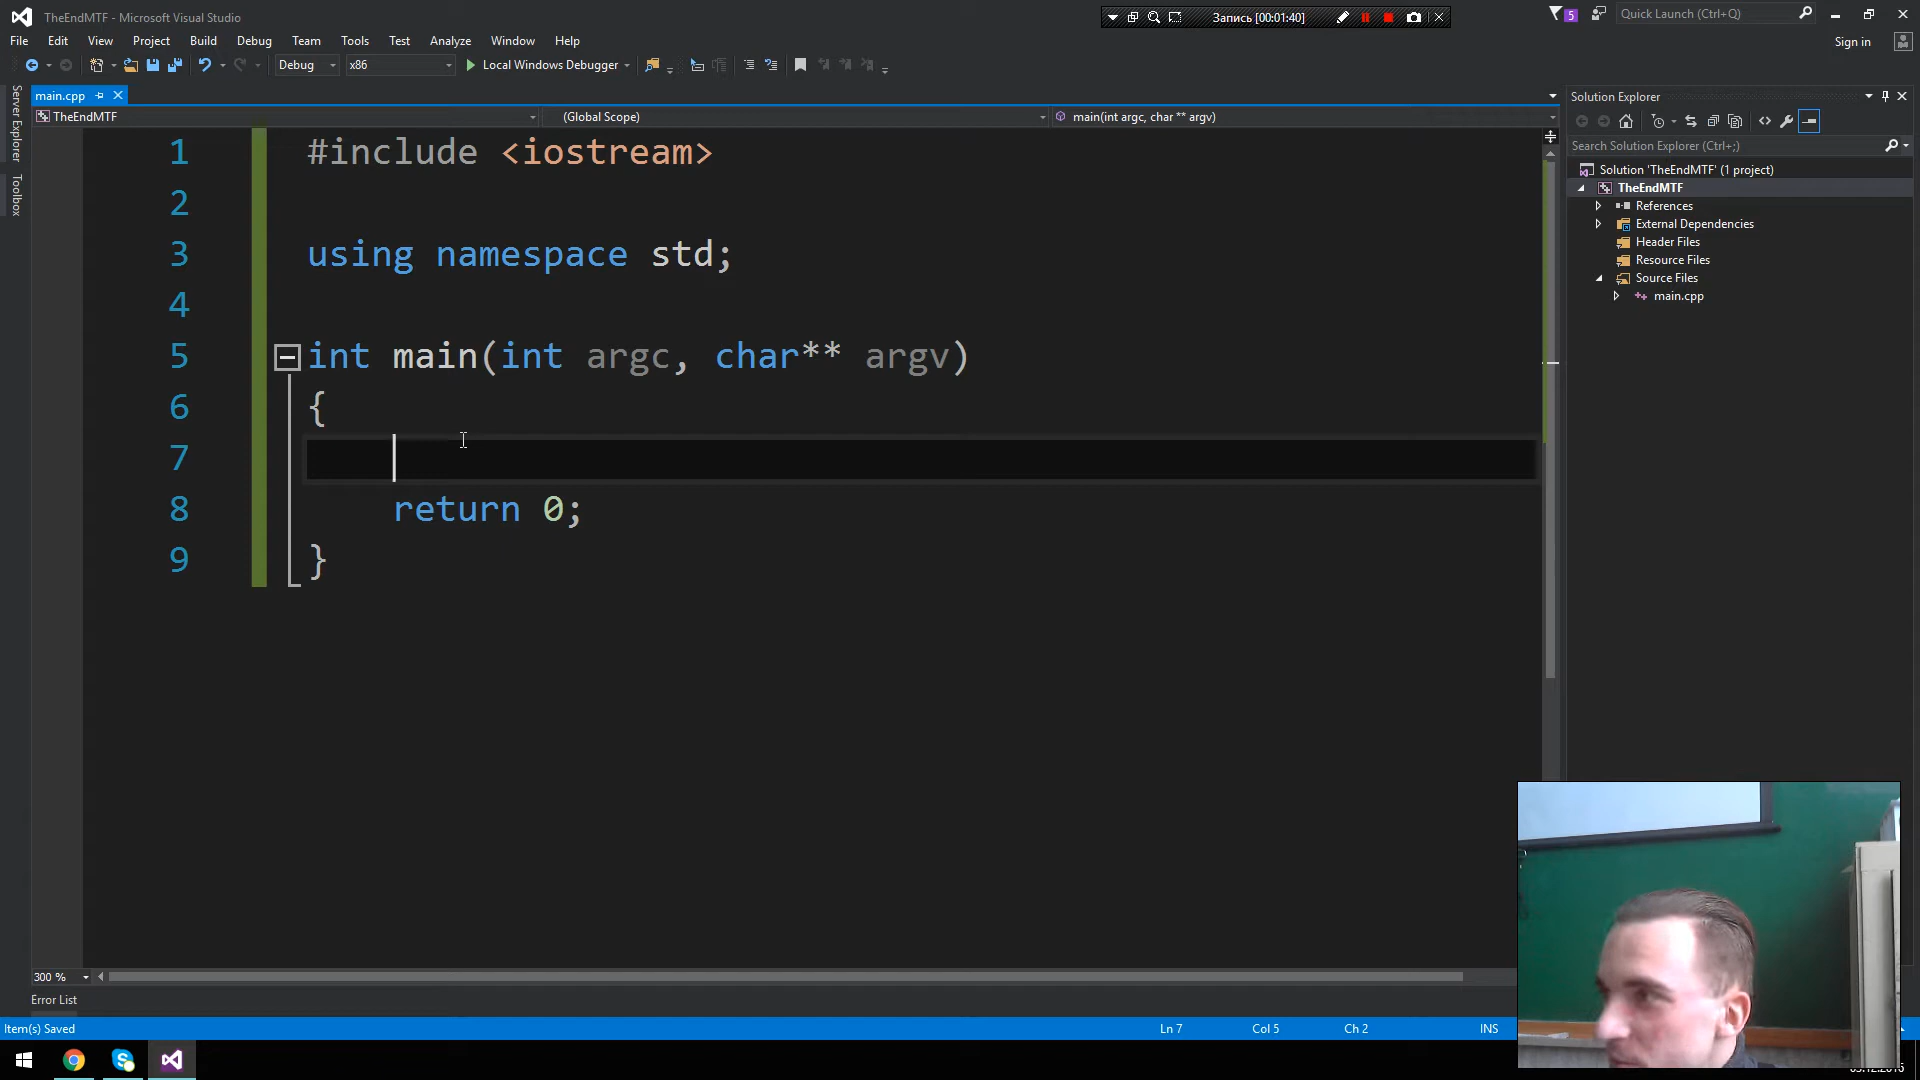 TheEndMTF - Microsoft Visual Studio
Запись [00:01:40]
5
Quick Launch (Ctrl+Q)
File Edit View Project Build Debug Team Tools Test Analyze Window Help
Sign in
Debug x86 Local Windows Debugger
Server Explorer
Toolbox
main.cpp
TheEndMTF (Global Scope) main(int argc, char ** argv)
1 #include <iostream>
2
3 using namespace std;
4
5 int main(int argc, char** argv)
6 {
7
8 return 0;
9 }
Solution Explorer
Search Solution Explorer (Ctrl+;)
Solution 'TheEndMTF' (1 project)
TheEndMTF
References
External Dependencies
Header Files
Resource Files
Source Files
main.cpp
300 %
Error List
Item(s) Saved Ln 7 Col 5 Ch 2 INS